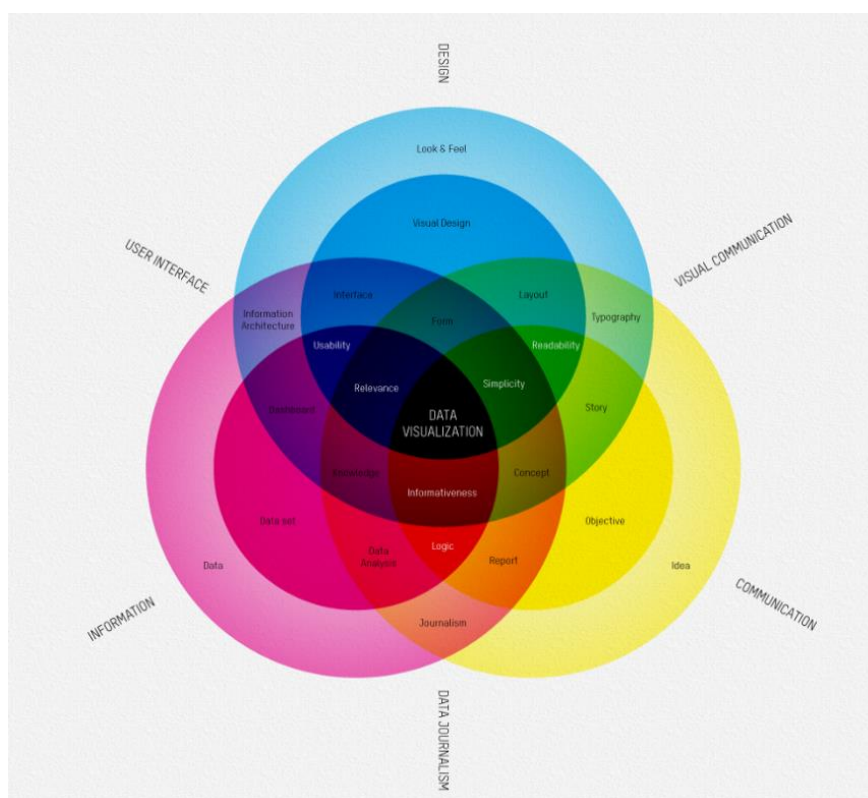 DESIGN
Look & Feel
Visual Design
USER INTERFACE
VISUAL COMMUNICATION
Interface
Layout
Information
Architecture
Form
Typography
Usability
Readability
Relevance
Simplicity
Dashboard
Story
DATA
VISUALIZATION
Knowledge
Concept
Informativeness
Data set
Objective
Logic
Data
Analysis
Report
Data
Idea
INFORMATION
COMMUNICATION
Journalism
DATA JOURNALISM